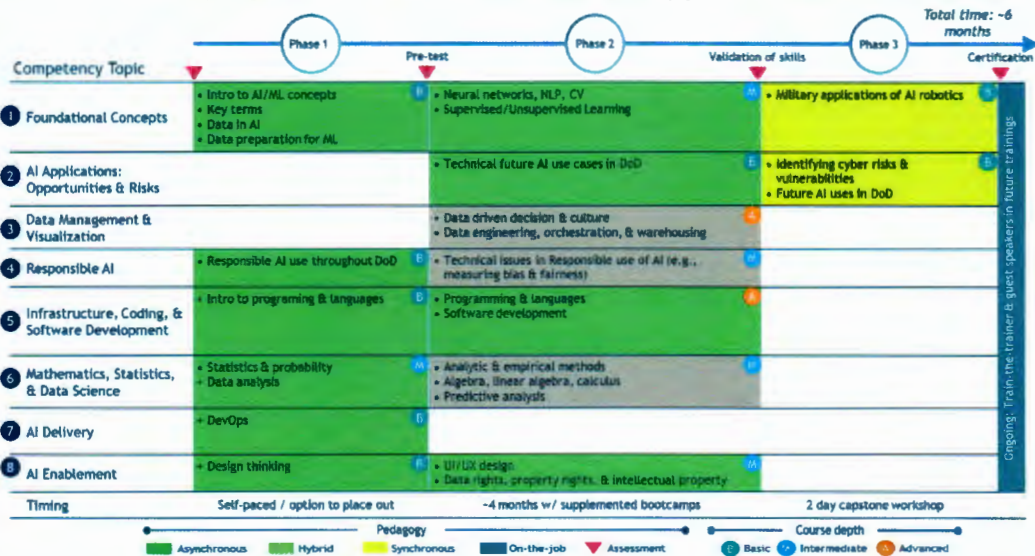 Total time: ~6
months
Phase 1
Phase 2
Phase 3
Pre-test
Validation of skills
Certification
Competency Topic
1 Foundational Concepts
• Intro to AI/ML concepts
• Key terms
• Data in AI
• Data preparation for ML
B
• Neural networks, NLP, CV
• Supervised/Unsupervised Learning
M
• Military applications of AI robotics
2 AI Applications:
Opportunities & Risks
• Technical future AI use cases in DoD
B
• Identifying cyber risks &
vulnerabilities
• Future AI uses in DoD
B
3 Data Management &
Visualization
• Data driven decision & culture
• Data engineering, orchestration, & warehousing
A
4 Responsible AI
• Responsible AI use throughout DoD
B
• Technical issues in Responsible use of AI (e.g.,
measuring bias & fairness)
M
5 Infrastructure, Coding, &
Software Development
• Intro to programing & languages
B
• Programming & languages
• Software development
A
6 Mathematics, Statistics,
& Data Science
• Statistics & probability
• Data analysis
M
• Analytic & empirical methods
• Algebra, linear algebra, calculus
• Predictive analysis
M
7 AI Delivery
• DevOps
B
8 AI Enablement
• Design thinking
B
• UI/UX design
• Data rights, property rights, & intellectual property
M
Ongoing: Train-the-trainer & guest speakers in future trainings
Timing
Self-paced / option to place out
~4 months w/ supplemented bootcamps
2 day capstone workshop
Pedagogy
Course depth
Asynchronous
Hybrid
Synchronous
On-the-job
Assessment
Basic
Intermediate
Advanced